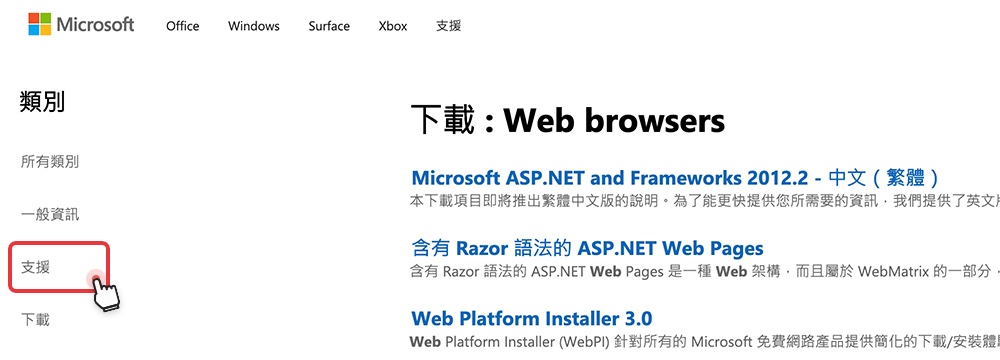 Microsoft Office Windows Surface Xbox 支援
類別
所有類別
一般資訊
支援
下載
下載 : Web browsers
Microsoft ASP.NET and Frameworks 2012.2 - 中文 ( 繁體 )
本下載項目即將推出繁體中文版的說明。為了能更快提供您所需要的資訊，我們提供了英文
含有 Razor 語法的 ASP.NET Web Pages
含有 Razor 語法的 ASP.NET Web Pages 是一種 Web 架構，而且屬於 WebMatrix 的一部分，
Web Platform Installer 3.0
Web Platform Installer (WebPI) 針對所有的 Microsoft 免費網路產品提供簡化的下載/安裝體